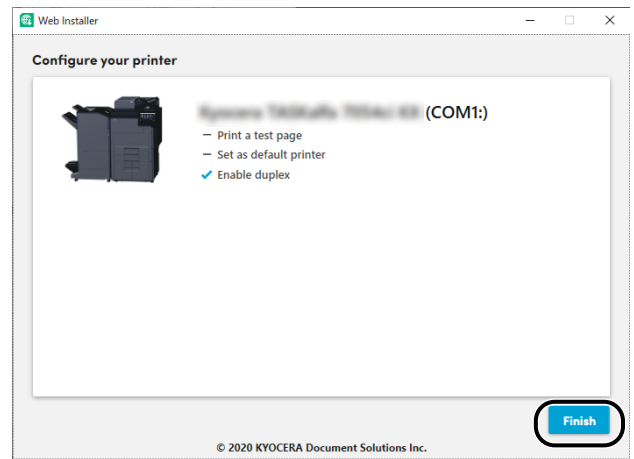 Web Installer
Configure your printer
(COM1:)
Print a test page
Set as default printer
Enable duplex
Finish
© 2020 KYOCERA Document Solutions Inc.